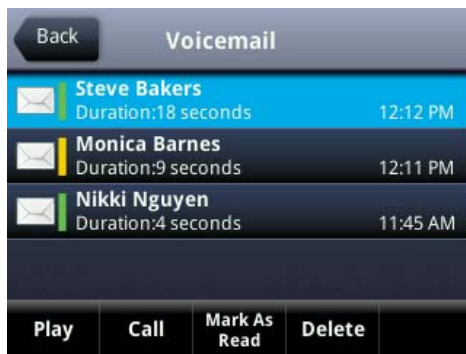 Back
Voicemail
Steve Bakers
Duration:18 seconds
12:12 PM
Monica Barnes
Duration:9 seconds
12:11 PM
Nikki Nguyen
Duration:4 seconds
11:45 AM
Play
Call
Mark As
Read
Delete